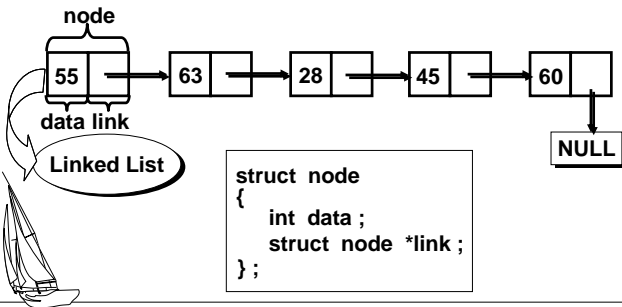 node
55 63 28 45 60
data link
NULL
Linked List
struct node
{
int data ;
struct node *link ;
} ;